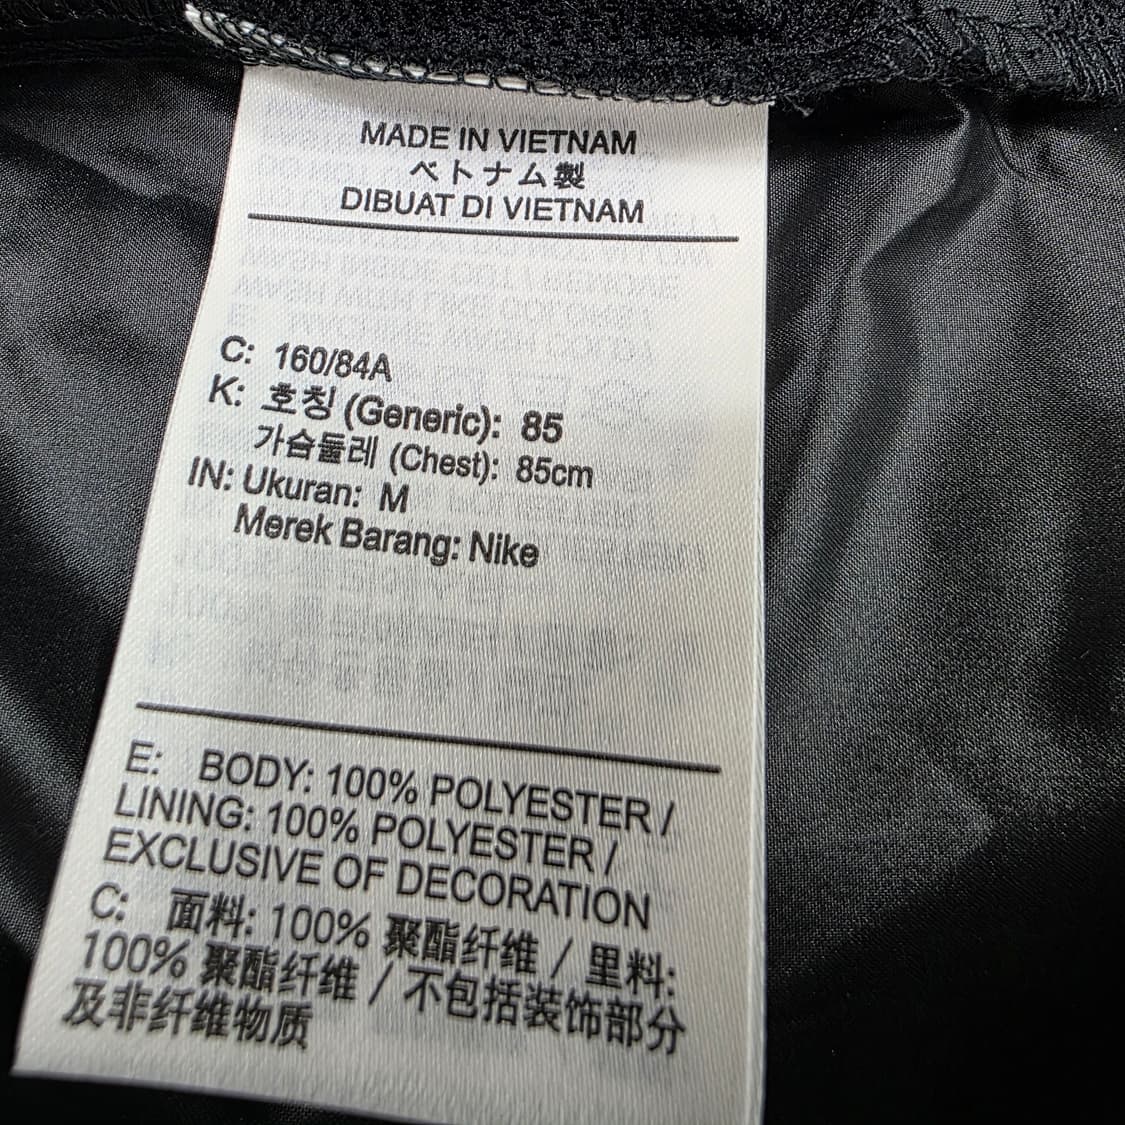 MADE IN VIETNAM
ベトナム製
DIBUAT DI VIETNAM
C: 160/84A
K: 호칭 (Generic): 85
가슴둘레 (Chest): 85cm
IN: Ukuran: M
Merek Barang: Nike
E: BODY: 100% POLYESTER /
LINING: 100% POLYESTER /
EXCLUSIVE OF DECORATION
C: 面料: 100% 聚酯纤维 / 里料:
100% 聚酯纤维 / 不包括装饰部分
及非纤维物质